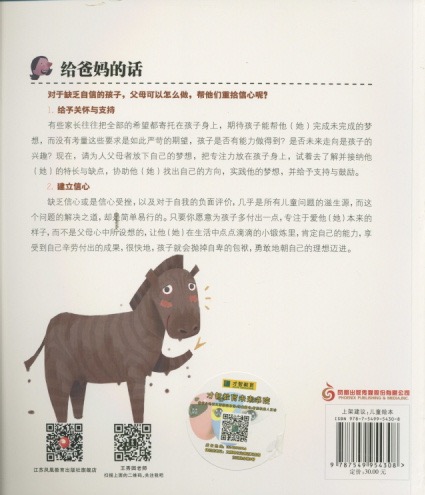 给爸妈的话
对于缺乏自信的孩子，父母可以怎么做，帮他们重拾信心呢？
1. 给予关怀与支持
有些家长往往把全部的希望都寄托在孩子身上，期待孩子能帮他（她）完成未完成的梦
想，而没有考量这些要求是如此严苛的期望，孩子是否有能力做得到？是否未来走向是孩子的
兴趣？现在，请为人父母者放下自己的梦想，把专注力放在孩子身上，试着去了解并接纳他
（她）的特长与缺点，协助他（她）找出自己的方向，实践他的梦想，并给予支持与鼓励。
2. 建立信心
缺乏信心或是信心受挫，以及对于自我的负面评价，几乎是所有儿童问题的滋生源，而这
个问题的解决之道，却是简单易行的。只要你愿意为孩子多付出一点，专注于爱他（她）本来的
样子，而不是父母心中所设想的，让他（她）在生活中点点滴滴的小锻炼里，肯定自己的能力，享
受到自己辛劳付出的成果，很快地，孩子就会抛掉自卑的包袱，勇敢地朝自己的理想迈进。
江苏凤凰教育出版社旗舰店
扫描上面的二维码，关注我吧
凤凰出版传媒股份有限公司
PHOENIX PUBLISHING & MEDIA, INC.
上架建议：儿童绘本
ISBN 978-7-5499-5430-8
9 787549 954308 >
定价：30.00 元